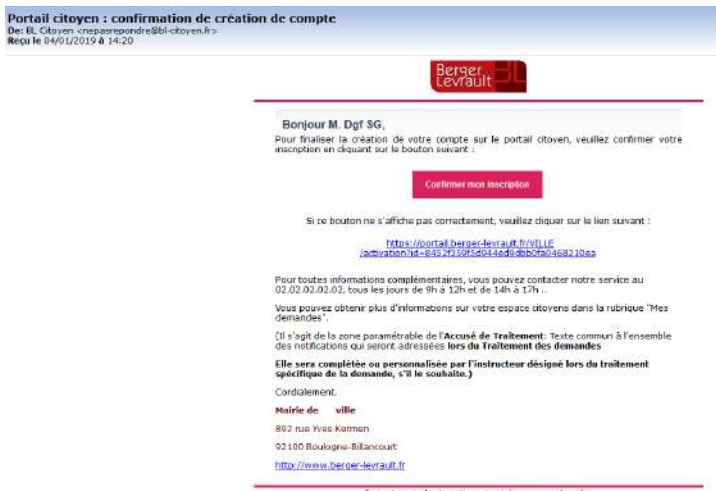 Portail citoyen : confirmation de création de compte
De: BL Citoyen <nepasrepondre@bl-citoyen.fr>
Reçu le 04/01/2019 à 14:20
Berger
Levrault BL
Bonjour M. Dgf SG,
Pour finaliser la création de votre compte sur le portail citoyen, veuillez confirmer votre
inscription en cliquant sur le bouton suivant :
Confirmer mon inscription
Si ce bouton ne s'affiche pas correctement, veuillez cliquer sur le lien suivant :
https://portail.berger-levrault.fr/VILLE
/activation?id=8452f359f5d944ed9dbb0fa0468210ea
Pour toutes informations complémentaires, vous pouvez contacter notre service au
02.02.02.02.02, tous les jours de 9h à 12h et de 14h à 17h ..
Vous pouvez obtenir plus d'informations sur votre espace citoyens dans la rubrique "Mes
demandes".
(Il s'agit de la zone paramétrable de l'Accusé de Traitement: Texte commun à l'ensemble
des notifications qui seront adressées lors du Traitement des demandes
Elle sera complétée ou personnalisée par l'instructeur désigné lors du traitement
spécifique de la demande, s'il le souhaite.)
Cordialement.
Mairie de ville
892 rue Yves Kermen
92100 Boulogne-Billancourt
http://www.berger-levrault.fr